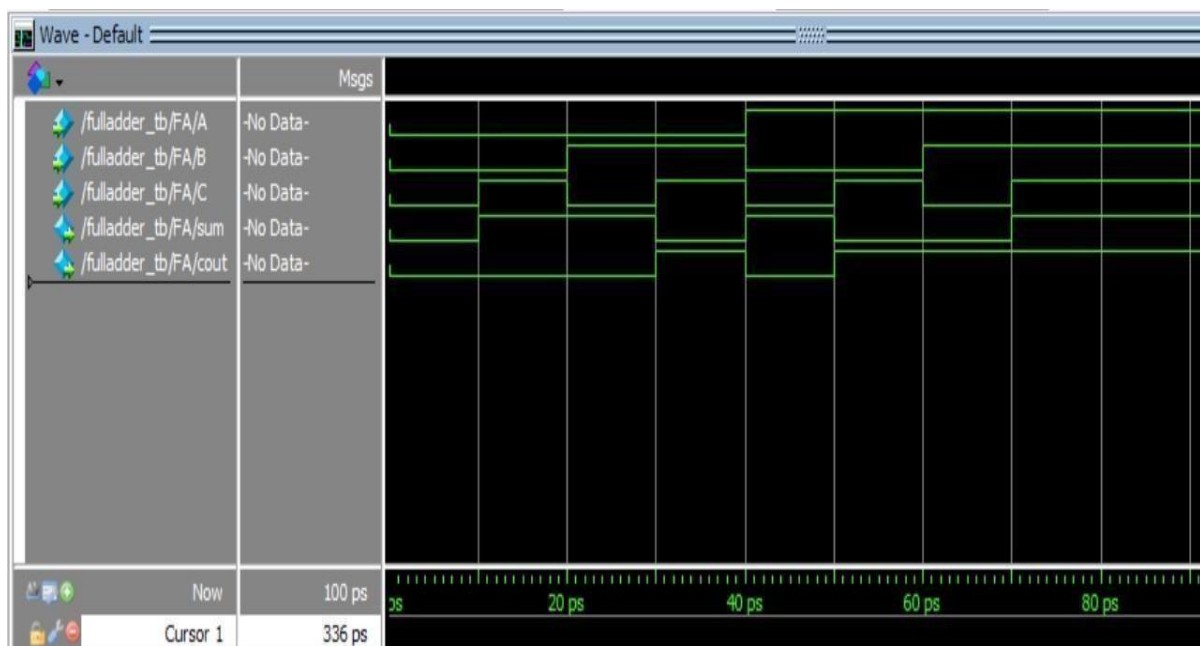 Wave - Default
Msgs
/fulladder_tb/FA/A -No Data-
/fulladder_tb/FA/B -No Data-
/fulladder_tb/FA/C -No Data-
/fulladder_tb/FA/sum -No Data-
/fulladder_tb/FA/cout -No Data-
Now 100 ps
ps 20 ps 40 ps 60 ps 80 ps
Cursor 1 336 ps